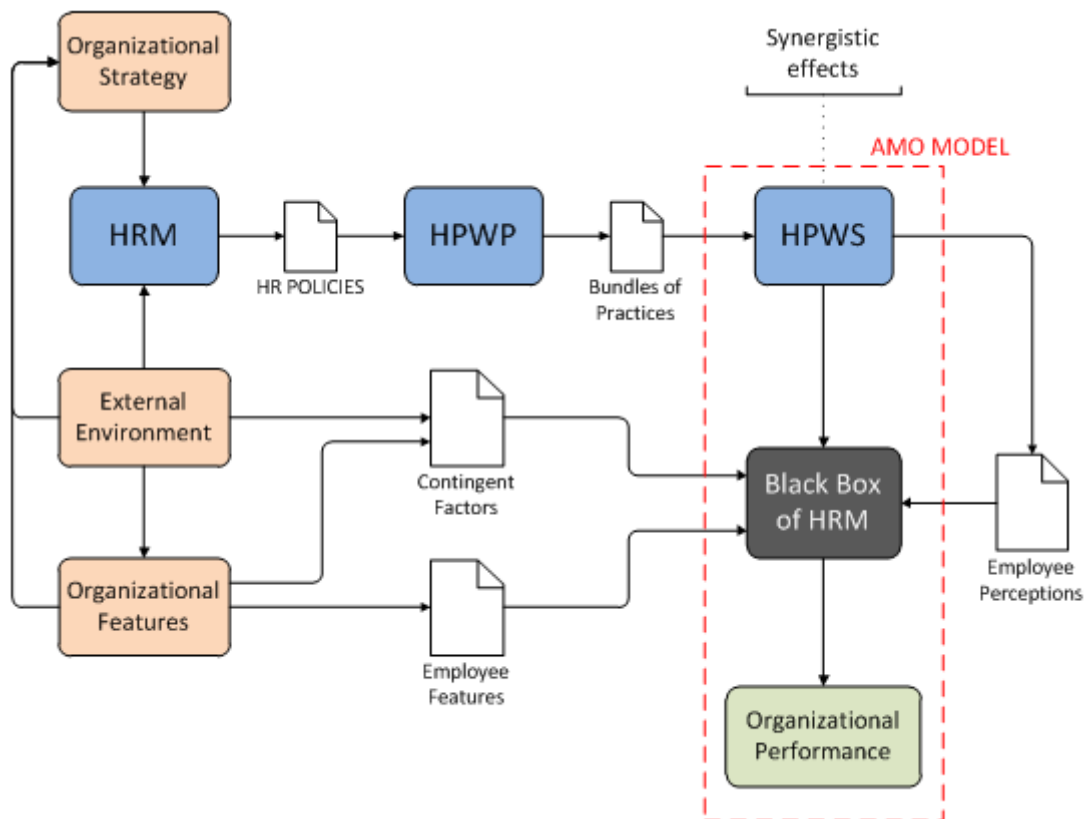 Organizational
Strategy
Synergistic
effects
AMO MODEL
HRM
HR POLICIES
HPWP
Bundles of
Practices
HPWS
External
Environment
Contingent
Factors
Black Box
of HRM
Employee
Perceptions
Organizational
Features
Employee
Features
Organizational
Performance